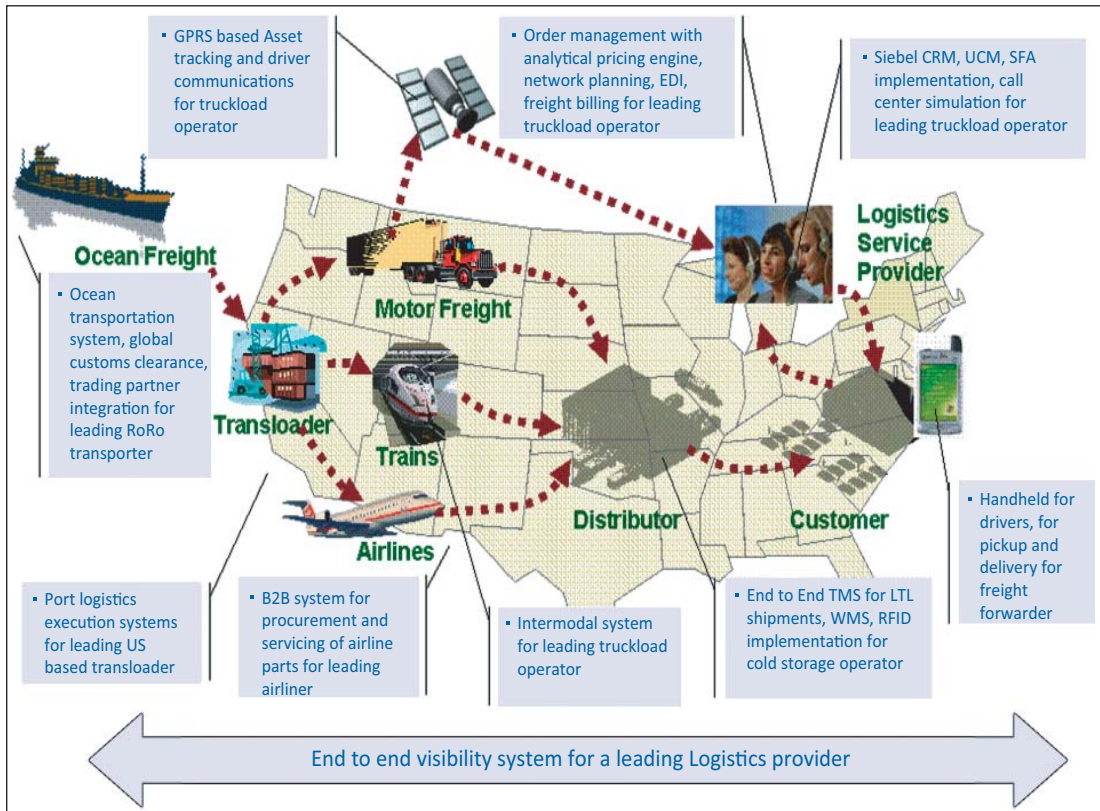 ▪ GPRS based Asset
tracking and driver
communications
for truckload
operator
▪ Order management with
analytical pricing engine,
network planning, EDI,
freight billing for leading
truckload operator
▪ Siebel CRM, UCM, SFA
implementation, call
center simulation for
leading truckload operator
Ocean Freight
▪ Ocean
transportation
system, global
customs clearance,
trading partner
integration for
leading RoRo
transporter
Motor Freight
Logistics
Service
Provider
Transloader
Trains
Airlines
Distributor
Customer
▪ Handheld for
drivers, for
pickup and
delivery for
freight
forwarder
▪ Port logistics
execution systems
for leading US
based transloader
▪ B2B system for
procurement and
servicing of airline
parts for leading
airliner
▪ Intermodal system
for leading truckload
operator
▪ End to End TMS for LTL
shipments, WMS, RFID
implementation for
cold storage operator
End to end visibility system for a leading Logistics provider